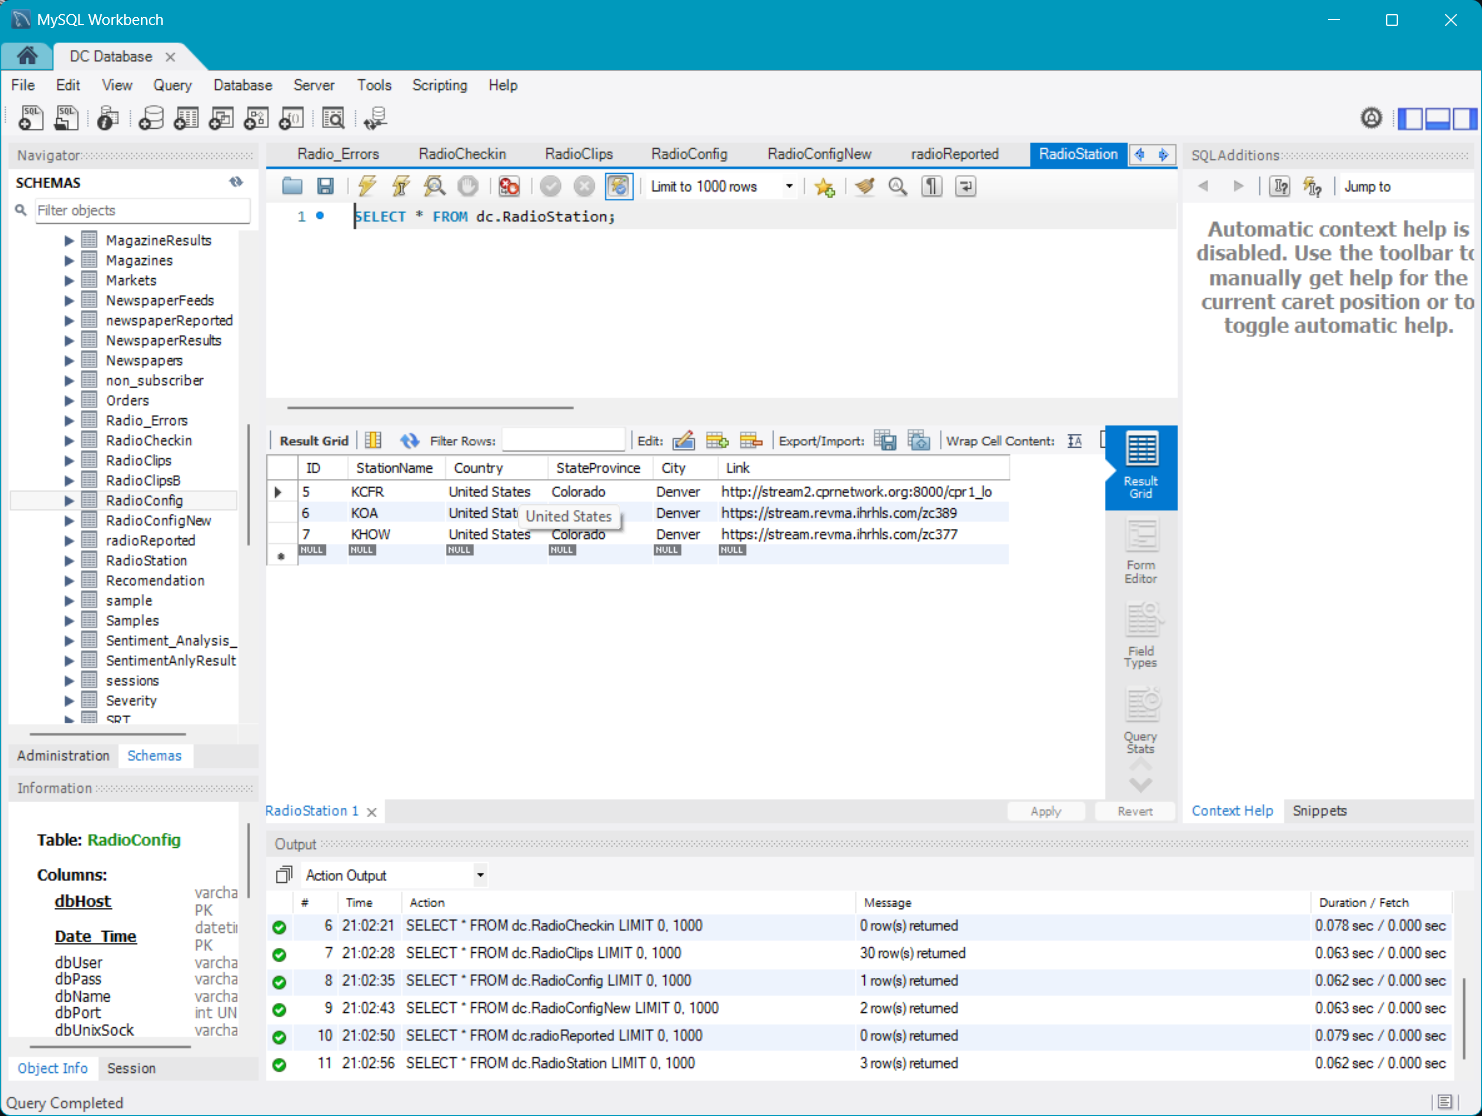 MySQL Workbench
DC Database
File Edit View Query Database Server Tools Scripting Help
Navigator
SCHEMAS
Filter objects
MagazineResults
Magazines
Markets
NewspaperFeeds
newspaperReported
NewspaperResults
Newspapers
non_subscriber
Orders
Radio_Errors
RadioCheckin
RadioClips
RadioClipsB
RadioConfig
RadioConfigNew
radioReported
RadioStation
Recomendation
sample
Samples
Sentiment_Analysis_
SentimentAnlyResult
sessions
Severity
SRT
Administration Schemas
Information
Table: RadioConfig
Columns:
dbHost varcha
PK
Date_Time datetii
PK
dbUser varcha
dbPass varcha
dbName varcha
dbPort int UN
dbUnixSock varcha
Object Info Session
Query Completed
Radio_Errors RadioCheckin RadioClips RadioConfig RadioConfigNew radioReported RadioStation
Limit to 1000 rows
1 SELECT * FROM dc.RadioStation;
Result Grid Filter Rows: Edit: Export/Import: Wrap Cell Content:
ID StationName Country StateProvince City Link
5 KCFR United States Colorado Denver http://stream2.cprnetwork.org:8000/cpr1_lo
6 KOA United Stat Denver https://stream.revma.ihrhls.com/zc389
United States
7 KHOW United States Colorado Denver https://stream.revma.ihrhls.com/zc377
NULL NULL NULL NULL NULL NULL
Result Grid
Form Editor
Field Types
Query Stats
RadioStation 1
Apply Revert
SQLAdditions
Jump to
Automatic context help is
disabled. Use the toolbar to
manually get help for the
current caret position or to
toggle automatic help.
Context Help Snippets
Output
Action Output
# Time Action Message Duration / Fetch
6 21:02:21 SELECT * FROM dc.RadioCheckin LIMIT 0, 1000 0 row(s) returned 0.078 sec / 0.000 sec
7 21:02:28 SELECT * FROM dc.RadioClips LIMIT 0, 1000 30 row(s) returned 0.063 sec / 0.000 sec
8 21:02:35 SELECT * FROM dc.RadioConfig LIMIT 0, 1000 1 row(s) returned 0.062 sec / 0.000 sec
9 21:02:43 SELECT * FROM dc.RadioConfigNew LIMIT 0, 1000 2 row(s) returned 0.063 sec / 0.000 sec
10 21:02:50 SELECT * FROM dc.radioReported LIMIT 0, 1000 0 row(s) returned 0.079 sec / 0.000 sec
11 21:02:56 SELECT * FROM dc.RadioStation LIMIT 0, 1000 3 row(s) returned 0.062 sec / 0.000 sec